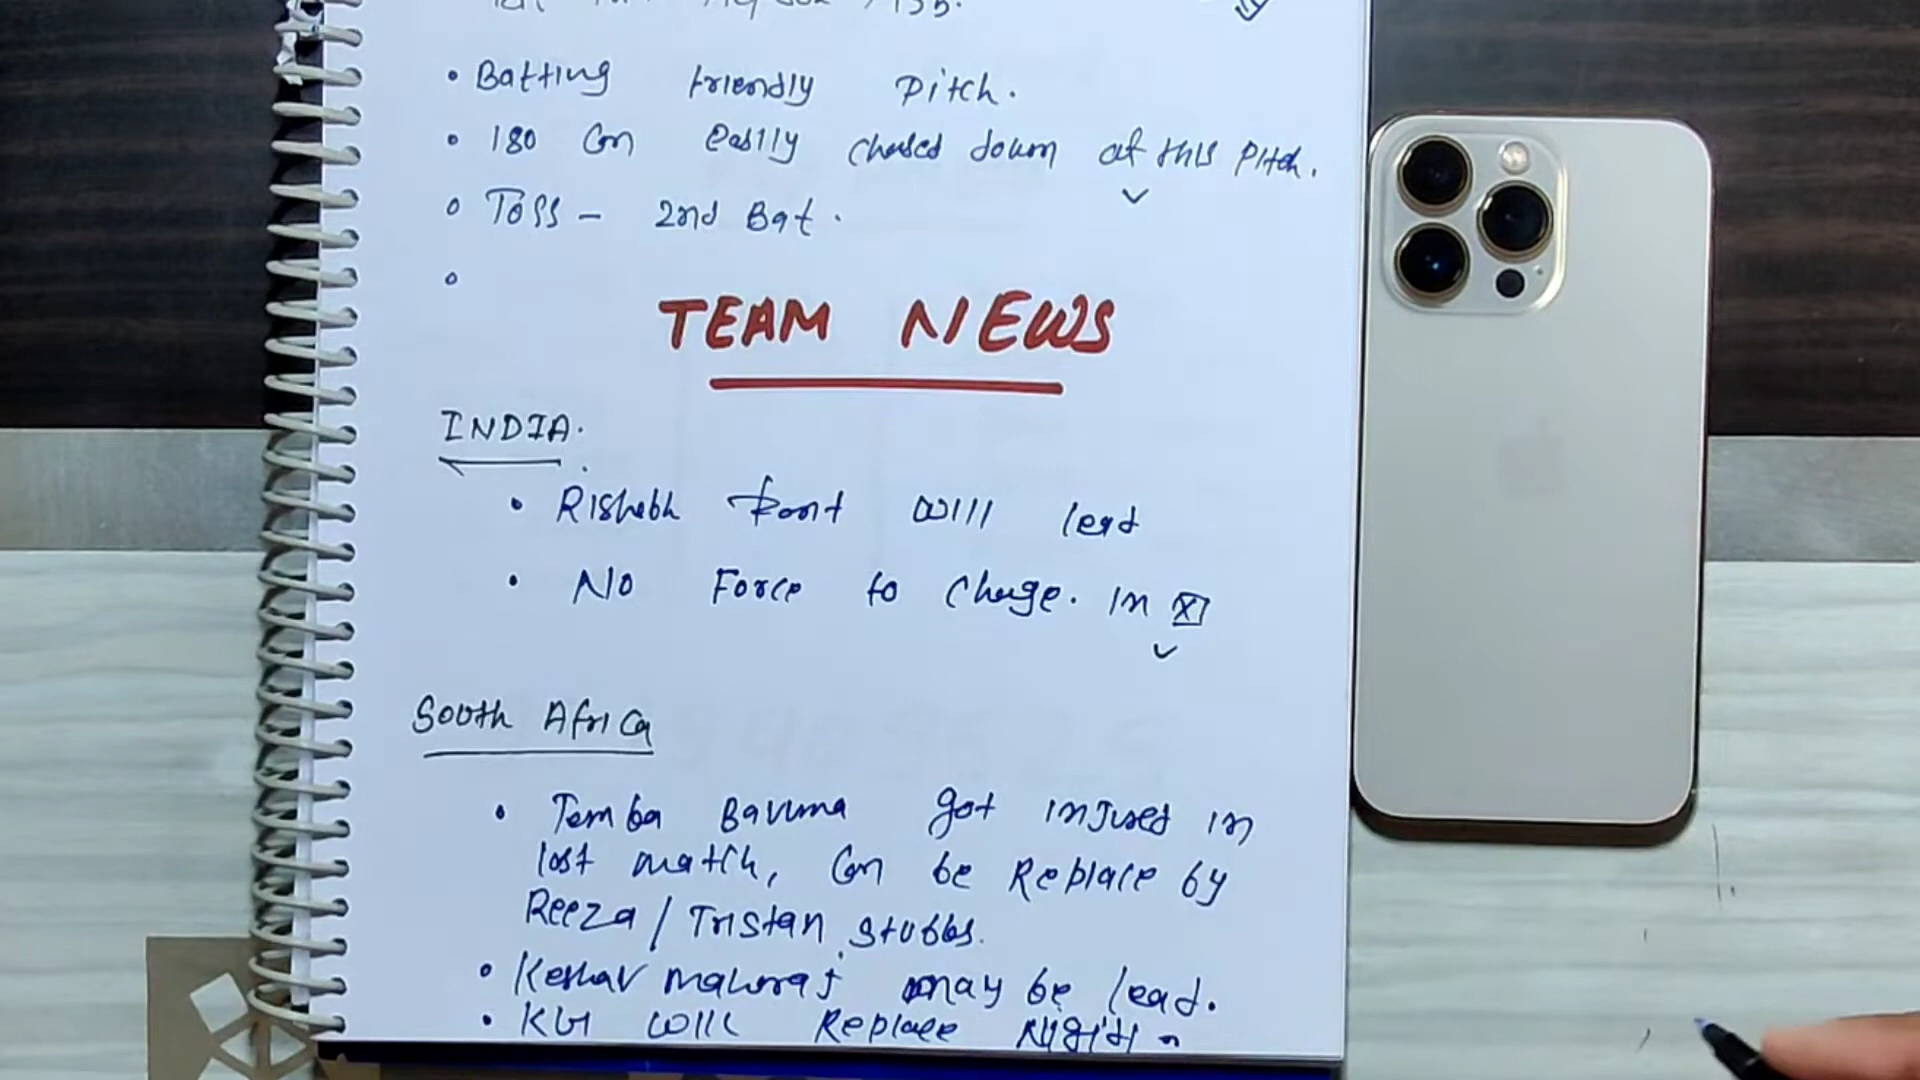 • Batting friendly Pitch.
• 180 Can easily chased down at this Pitch.
• Toss - 2nd Bat.
TEAM NEWS
INDIA.
• Rishabh Pant will lead
• No Force to Change. in XI
South Africa
• Temba Bavuma got injured in
last match, Can be Replace by
Reeza / Tristan Stubbs.
• Keshav mahraj may be lead.
• KG will Replace Ngidi